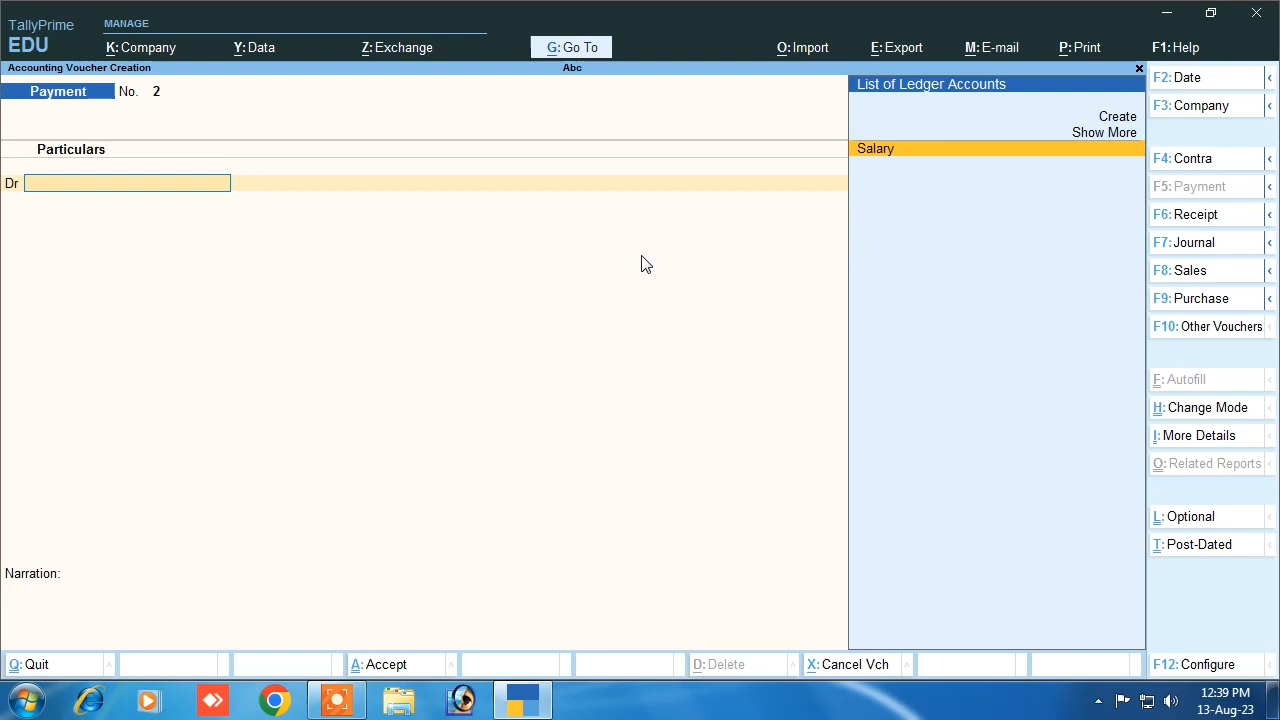 TallyPrime
EDU
MANAGE
K: Company
Y: Data
Z: Exchange
G: Go To
O: Import
E: Export
M: E-mail
P: Print
F1: Help
Accounting Voucher Creation
Abc
Payment No. 2
Particulars
Dr
Narration:
List of Ledger Accounts
Create
Show More
Salary
F2: Date
F3: Company
F4: Contra
F5: Payment
F6: Receipt
F7: Journal
F8: Sales
F9: Purchase
F10: Other Vouchers
F: Autofill
H: Change Mode
I: More Details
O: Related Reports
L: Optional
T: Post-Dated
Q: Quit
A: Accept
D: Delete
X: Cancel Vch
F12: Configure
12:39 PM
13-Aug-23